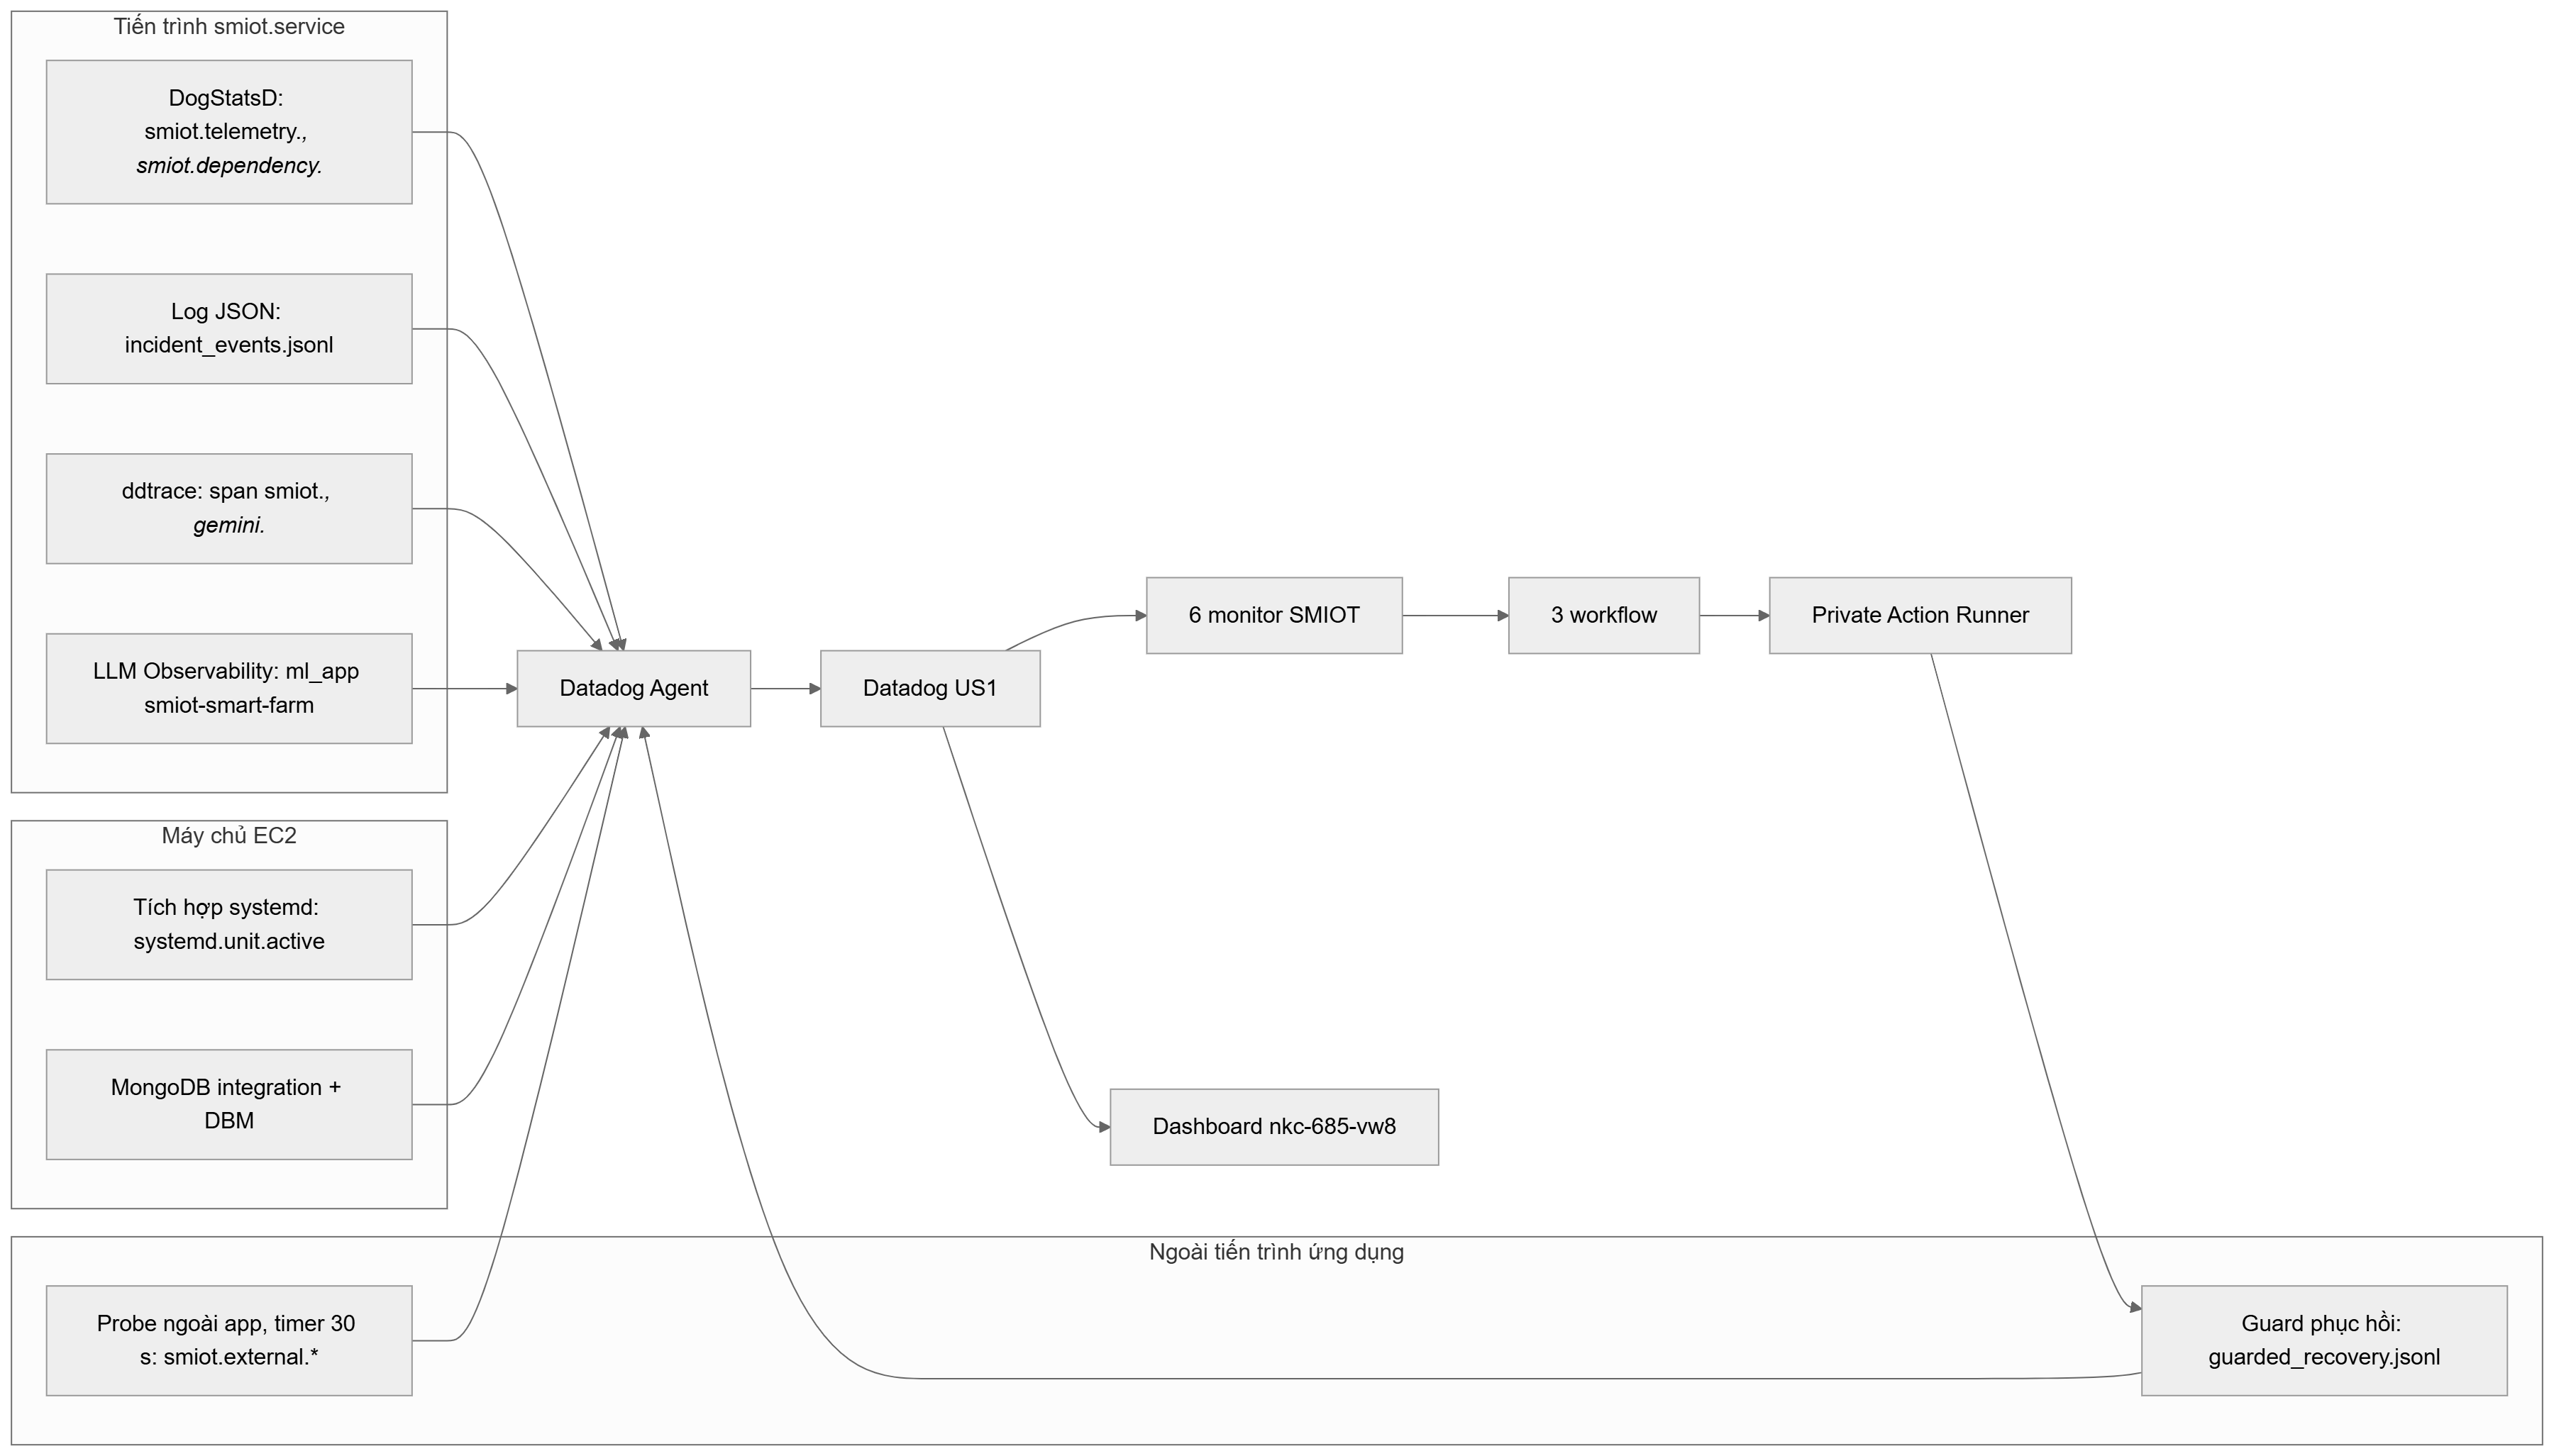 Tiến trình smiot.service
DogStatsD:
smiot.telemetry.,
smiot.dependency.
Log JSON:
incident_events.jsonl
ddtrace: span smiot.,
gemini.
LLM Observability: ml_app
smiot-smart-farm
Datadog Agent
Datadog US1
6 monitor SMIOT
3 workflow
Private Action Runner
Máy chủ EC2
Tích hợp systemd:
systemd.unit.active
MongoDB integration +
DBM
Dashboard nkc-685-vw8
Ngoài tiến trình ứng dụng
Probe ngoài app, timer 30
s: smiot.external.*
Guard phục hồi:
guarded_recovery.jsonl